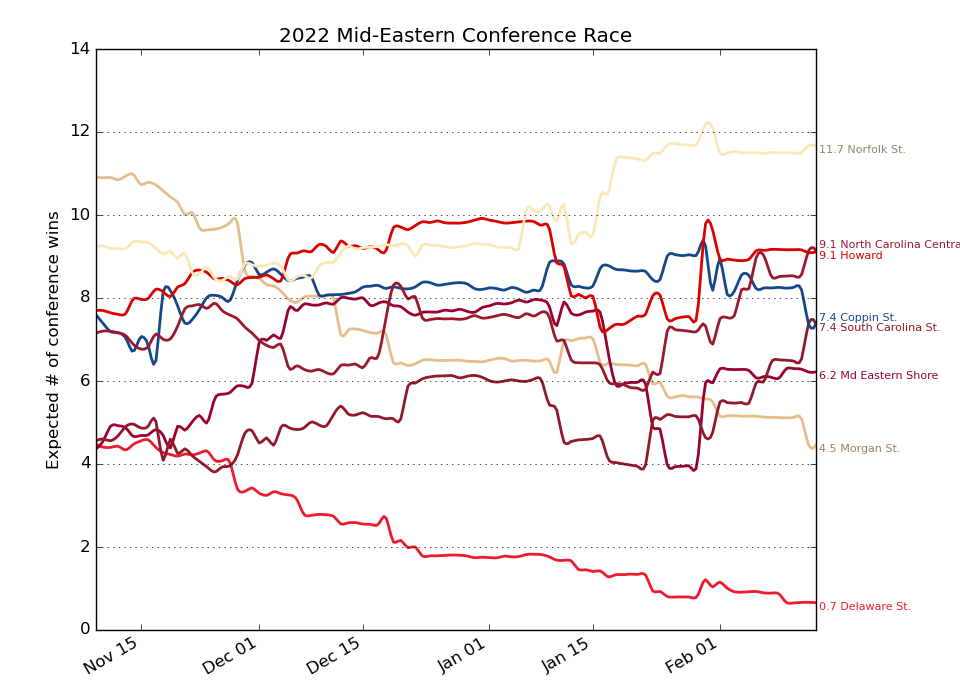 2022 Mid-Eastern Conference Race
Expected # of conference wins
14
12
10
8
6
4
2
0
11.7 Norfolk St.
9.1 North Carolina Centra
9.1 Howard
7.4 Coppin St.
7.4 South Carolina St.
6.2 Md Eastern Shore
4.5 Morgan St.
0.7 Delaware St.
Nov 15
Dec 01
Dec 15
Jan 01
Jan 15
Feb 01